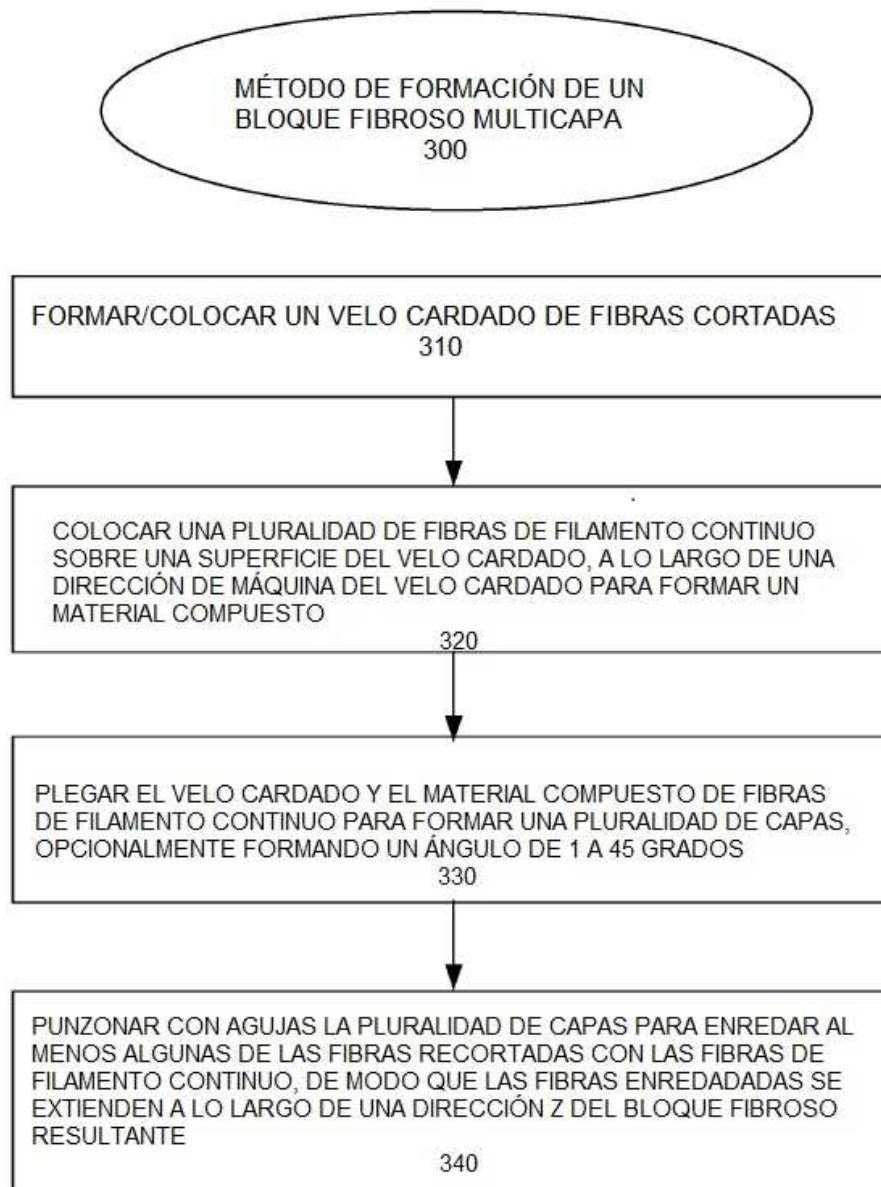 MÉTODO DE FORMACIÓN DE UN
BLOQUE FIBROSO MULTICAPA
300
FORMAR/COLOCAR UN VELO CARDADO DE FIBRAS CORTADAS
310
COLOCAR UNA PLURALIDAD DE FIBRAS DE FILAMENTO CONTINUO
SOBRE UNA SUPERFICIE DEL VELO CARDADO, A LO LARGO DE UNA
DIRECCIÓN DE MÁQUINA DEL VELO CARDADO PARA FORMAR UN
MATERIAL COMPUESTO
320
PLEGAR EL VELO CARDADO Y EL MATERIAL COMPUESTO DE FIBRAS
DE FILAMENTO CONTINUO PARA FORMAR UNA PLURALIDAD DE CAPAS,
OPCIONALMENTE FORMANDO UN ÁNGULO DE 1 A 45 GRADOS
330
PUNZONAR CON AGUJAS LA PLURALIDAD DE CAPAS PARA ENREDAR AL
MENOS ALGUNAS DE LAS FIBRAS RECORTADAS CON LAS FIBRAS DE
FILAMENTO CONTINUO, DE MODO QUE LAS FIBRAS ENREDADADAS SE
EXTIENDEN A LO LARGO DE UNA DIRECCIÓN Z DEL BLOQUE FIBROSO
RESULTANTE
340